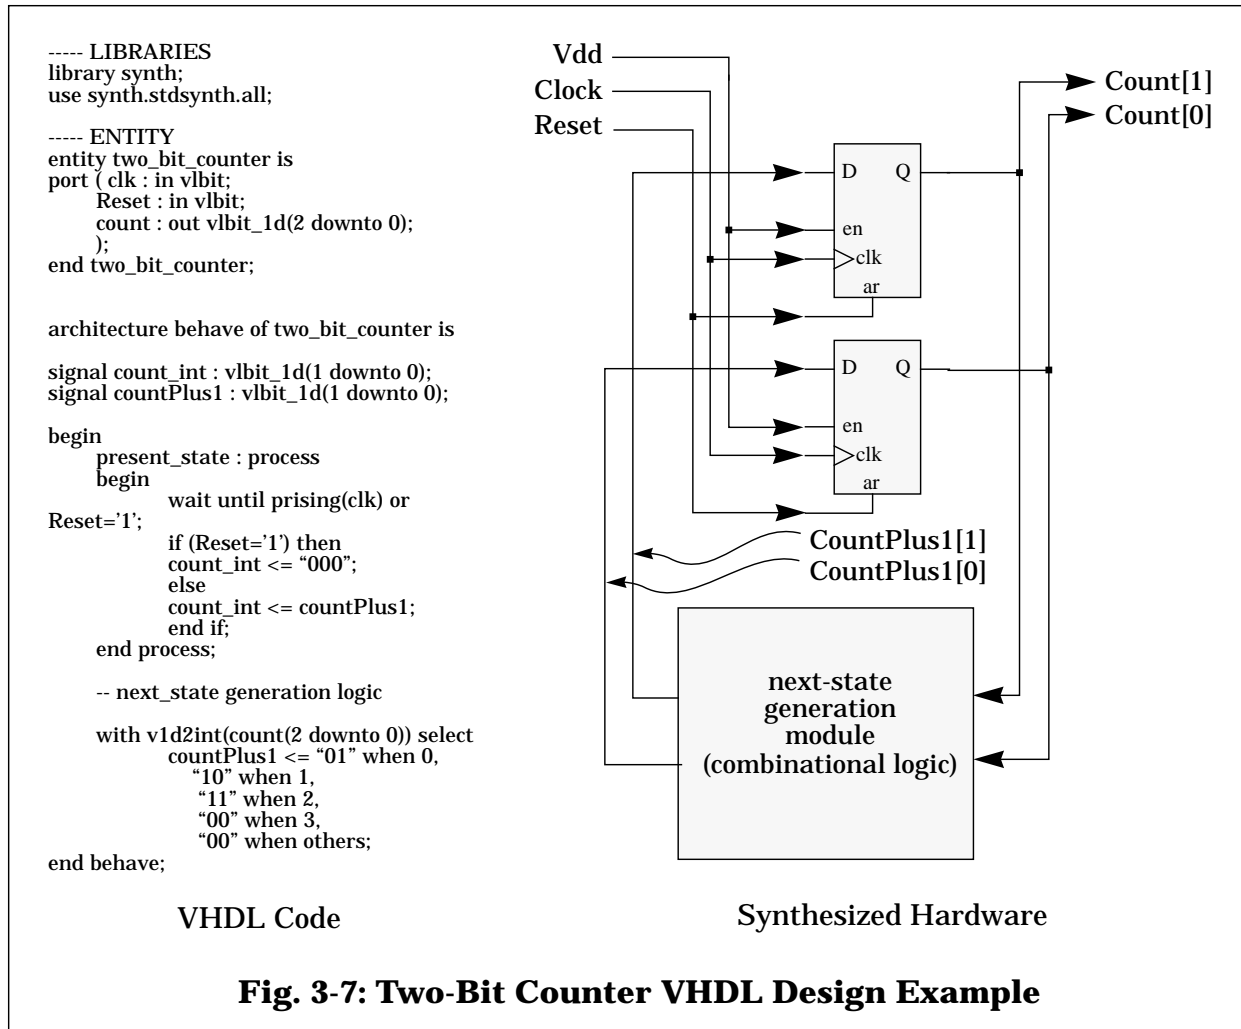 ----- LIBRARIES
library synth;
use synth.stdsynth.all;
----- ENTITY
entity two_bit_counter is
port ( clk : in vlbit;
Reset : in vlbit;
count : out vlbit_1d(2 downto 0);
);
end two_bit_counter;
architecture behave of two_bit_counter is
signal count_int : vlbit_1d(1 downto 0);
signal countPlus1 : vlbit_1d(1 downto 0);
begin
present_state : process
begin
wait until prising(clk) or
Reset='1';
if (Reset='1') then
count_int <= “000”;
else
count_int <= countPlus1;
end if;
end process;
-- next_state generation logic
with v1d2int(count(2 downto 0)) select
countPlus1 <= “01” when 0,
“10” when 1,
“11” when 2,
“00” when 3,
“00” when others;
end behave;
VHDL Code
Vdd
Clock
Reset
Count[1]
Count[0]
D Q
en
clk
ar
D Q
en
clk
ar
CountPlus1[1]
CountPlus1[0]
next-state
generation
module
(combinational logic)
Synthesized Hardware
Fig. 3-7: Two-Bit Counter VHDL Design Example